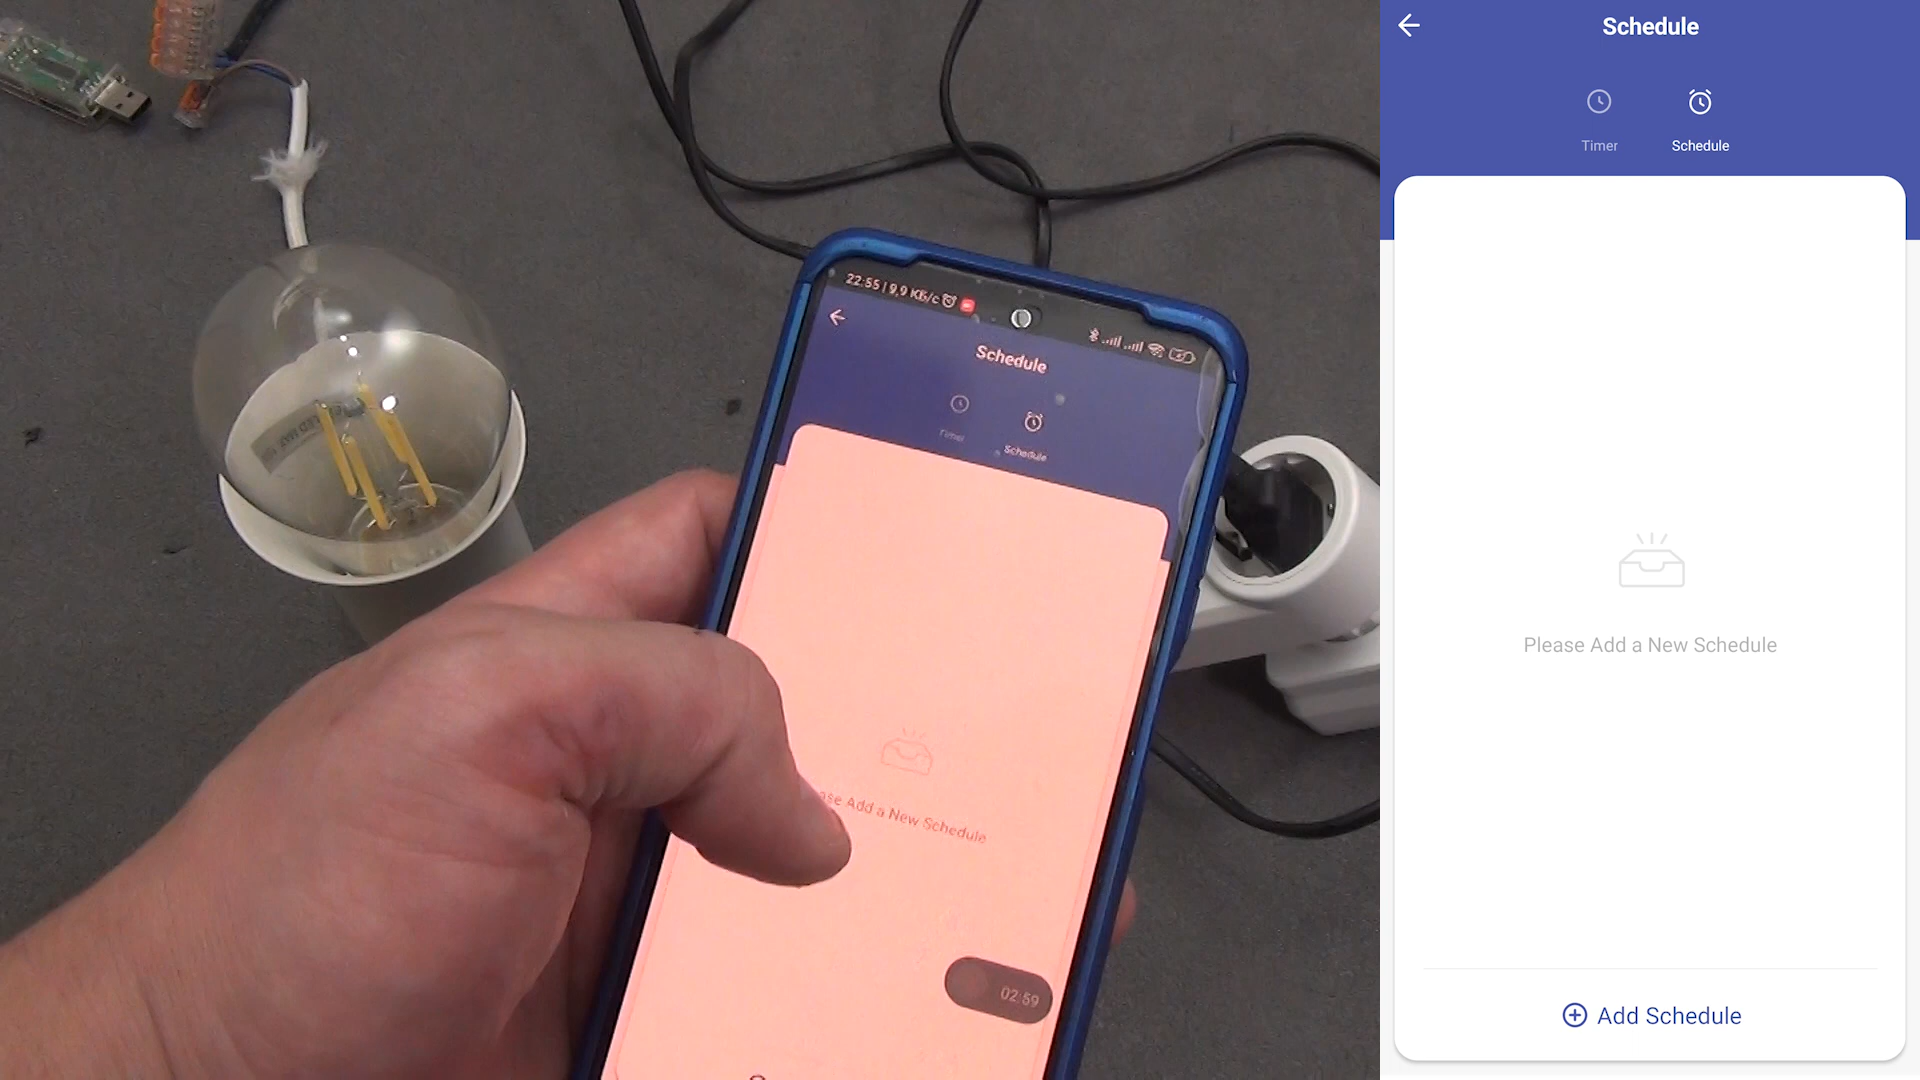 22:55 | 9,9 КБ/с
Schedule
Timer
Schedule
ase Add a New Schedule
02:59
Schedule
Timer
Schedule
Please Add a New Schedule
Add Schedule